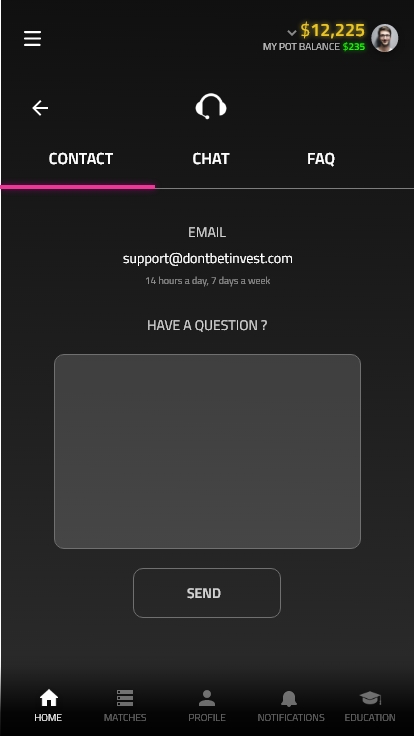 $12,225
MY POT BALANCE $235
CONTACT CHAT FAQ
EMAIL
support@dontbetinvest.com
14 hours a day, 7 days a week
HAVE A QUESTION ?
SEND
HOME MATCHES PROFILE NOTIFICATIONS EDUCATION